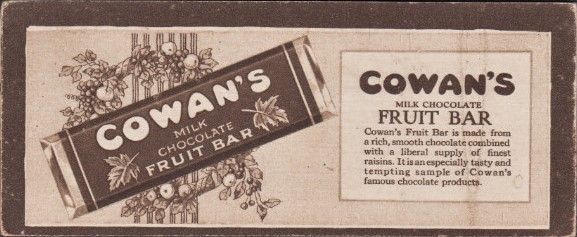 COWAN'S
MILK
CHOCOLATE
FRUIT BAR
COWAN'S
MILK CHOCOLATE
FRUIT BAR
Cowan's Fruit Bar is made from
a rich, smooth chocolate combined
with a liberal supply of finest
raisins. It is an especially tasty and
tempting sample of Cowan's
famous chocolate products.